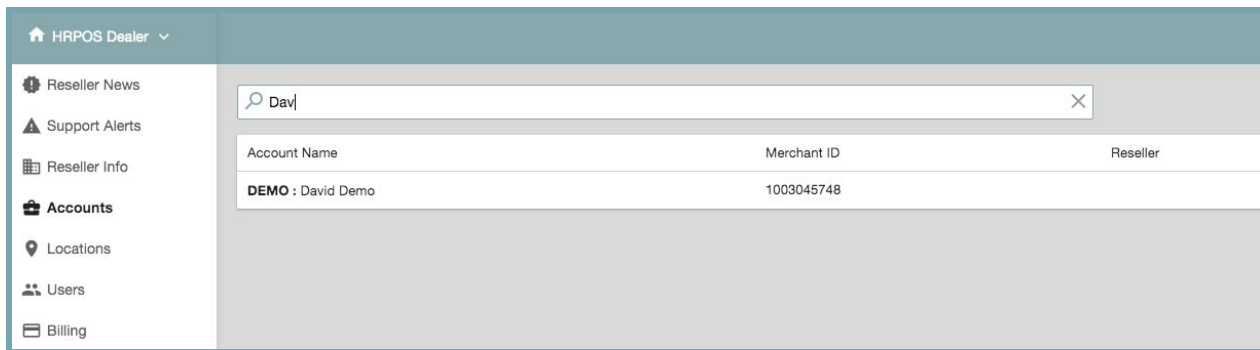 HRPOS Dealer
Reseller News
Support Alerts
Reseller Info
Accounts
Locations
Users
Billing
Dav
Account Name Merchant ID Reseller
DEMO : David Demo 1003045748